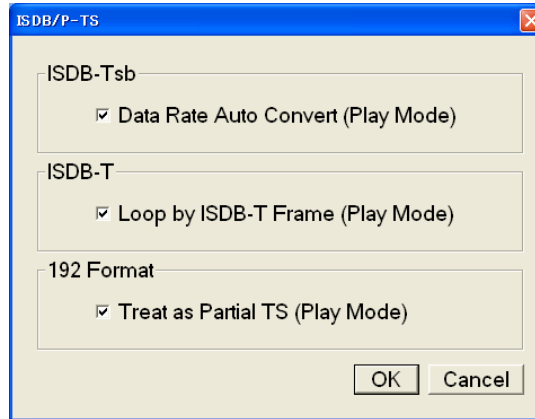 ISDB/P-TS
ISDB-Tsb
Data Rate Auto Convert (Play Mode)
ISDB-T
Loop by ISDB-T Frame (Play Mode)
192 Format
Treat as Partial TS (Play Mode)
OK Cancel